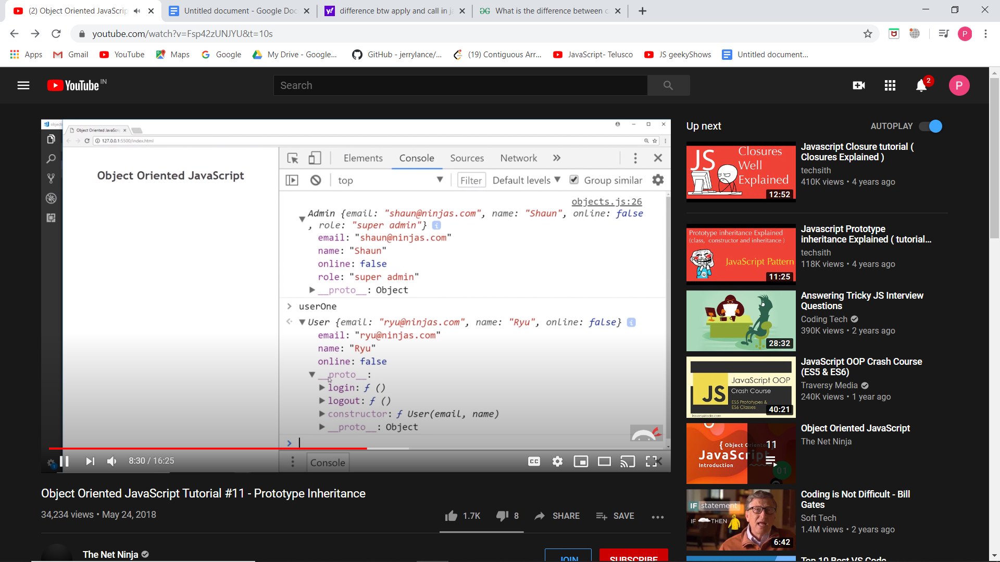 (2) Object Oriented JavaScrip
Untitled document - Google Doc
difference btw apply and call in ja
What is the difference between c
youtube.com/watch?v=Fsp42zUNJYU&t=10s
P
Apps
Gmail
YouTube
Maps
Google
My Drive - Google...
GitHub - jerrylance/...
(19) Contiguous Arr...
JavaScript- Telusco
JS geekyShows
Untitled document...
YouTube IN
Search
2
P
Object Oriented JavaScri
127.0.0.1:5500/index.html
Object Oriented JavaScript
Elements
Console
Sources
Network
top
Filter
Default levels
Group similar
objects.js:26
Admin {email: "shaun@ninjas.com", name: "Shaun", online: false
, role: "super admin"}
email: "shaun@ninjas.com"
name: "Shaun"
online: false
role: "super admin"
__proto__: Object
userOne
User {email: "ryu@ninjas.com", name: "Ryu", online: false}
email: "ryu@ninjas.com"
name: "Ryu"
online: false
__proto__:
login: ƒ ()
logout: ƒ ()
constructor: ƒ User(email, name)
__proto__: Object
8:30 / 16:25
Console
CC
Object Oriented JavaScript Tutorial #11 - Prototype Inheritance
34,234 views • May 24, 2018
1.7K
8
SHARE
SAVE
The Net Ninja
JOIN
SUBSCRIBE
Up next
AUTOPLAY
JS
Closures
Well
Explained
12:52
Javascript Closure tutorial (
Closures Explained )
techsith
410K views • 4 years ago
Prototype inheritance Explained
(class, constructor and inheritance )
JavaScript Pattern
11:25
Javascript Prototype
inheritance Explained ( tutorial...
techsith
118K views • 4 years ago
28:32
Answering Tricky JS Interview
Questions
Coding Tech
390K views • 2 years ago
JS
JavaScript OOP
Crash Course
ES5 Prototypes &
ES6 Classes
TraversyMedia.com
40:21
JavaScript OOP Crash Course
(ES5 & ES6)
Traversy Media
240K views • 1 year ago
{ Object Oriente
JavaScrip
Introduction
11
01
Object Oriented JavaScript
The Net Ninja
IF statement
IF THEN
6:42
Coding is Not Difficult - Bill
Gates
Soft Tech
1.4M views • 2 years ago
Top 10 Best VS Code